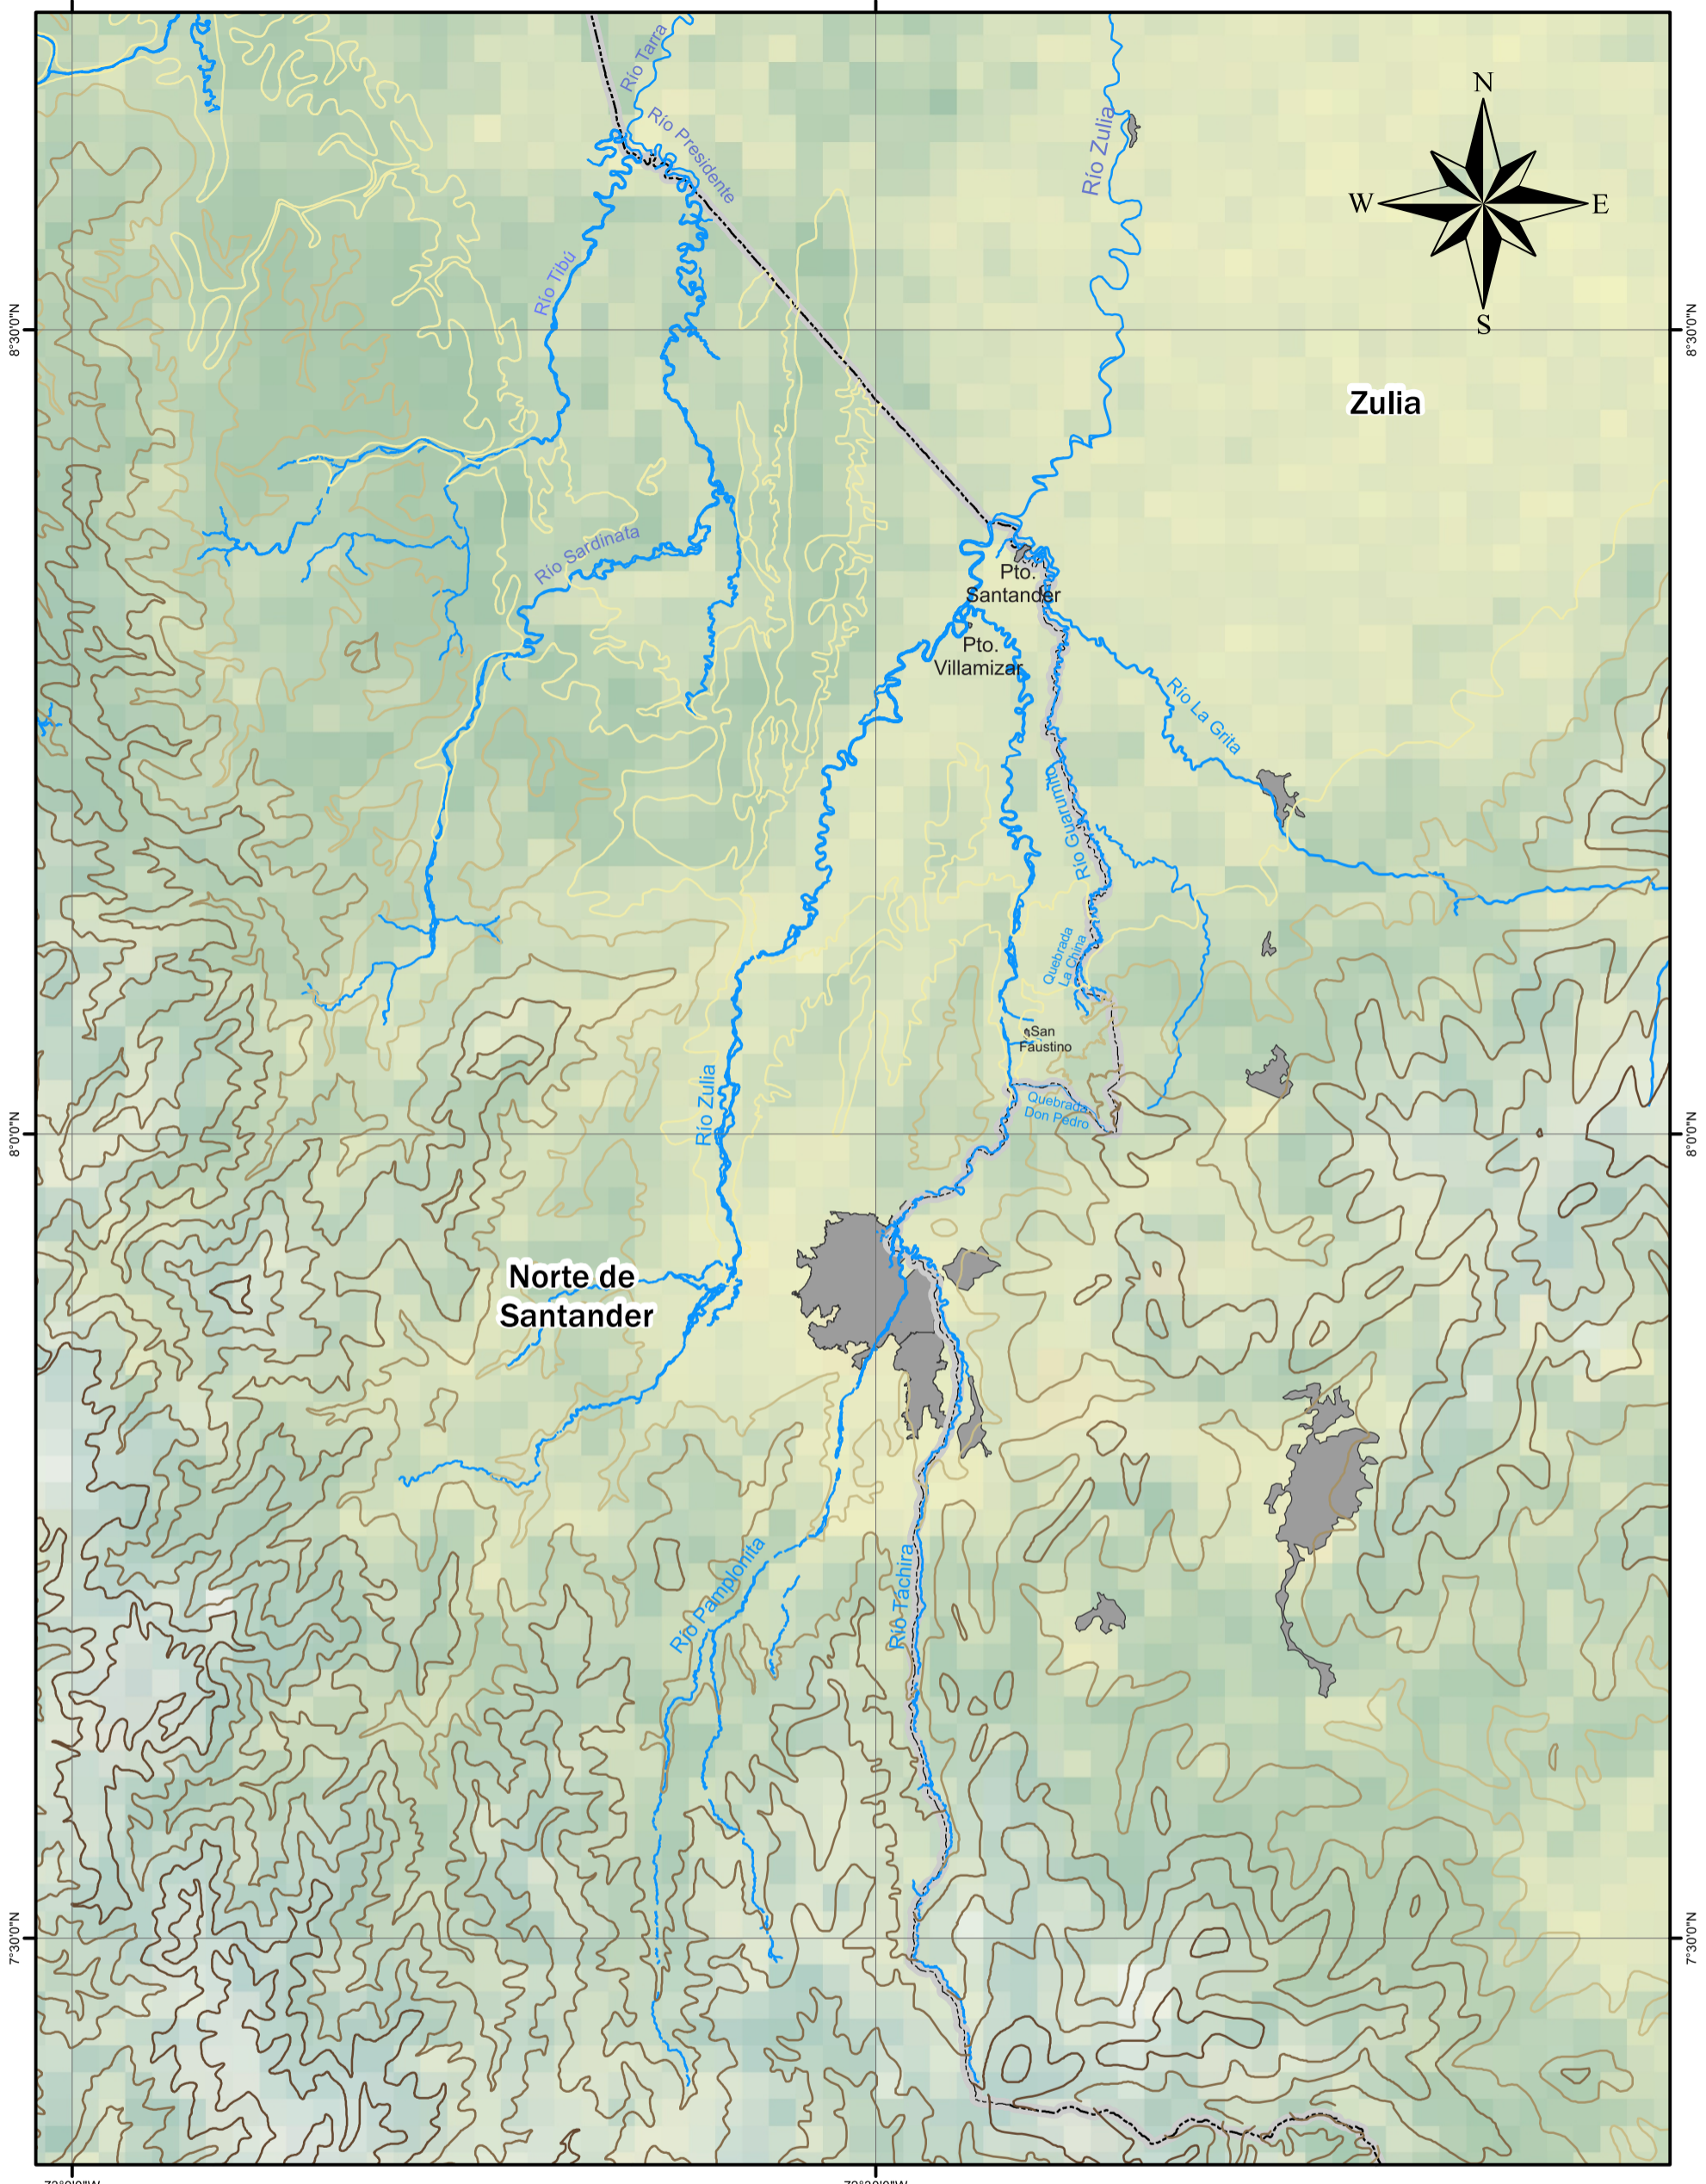 Río Tarra
N
Río Presidente
Río Zulia
W
E
Río Tibú
S
8°30'0"N
8°30'0"N
Zulia
Río Sardinata
Pto.
Santander
Pto.
Villamizar
Río La Grita
Río Guarumito
Quebrada
La China
San
Faustino
Río Zulia
Quebrada
Don Pedro
8°0'0"N
8°0'0"N
Norte de
Santander
Río Pamplonita
Río Táchira
7°30'0"N
7°30'0"N